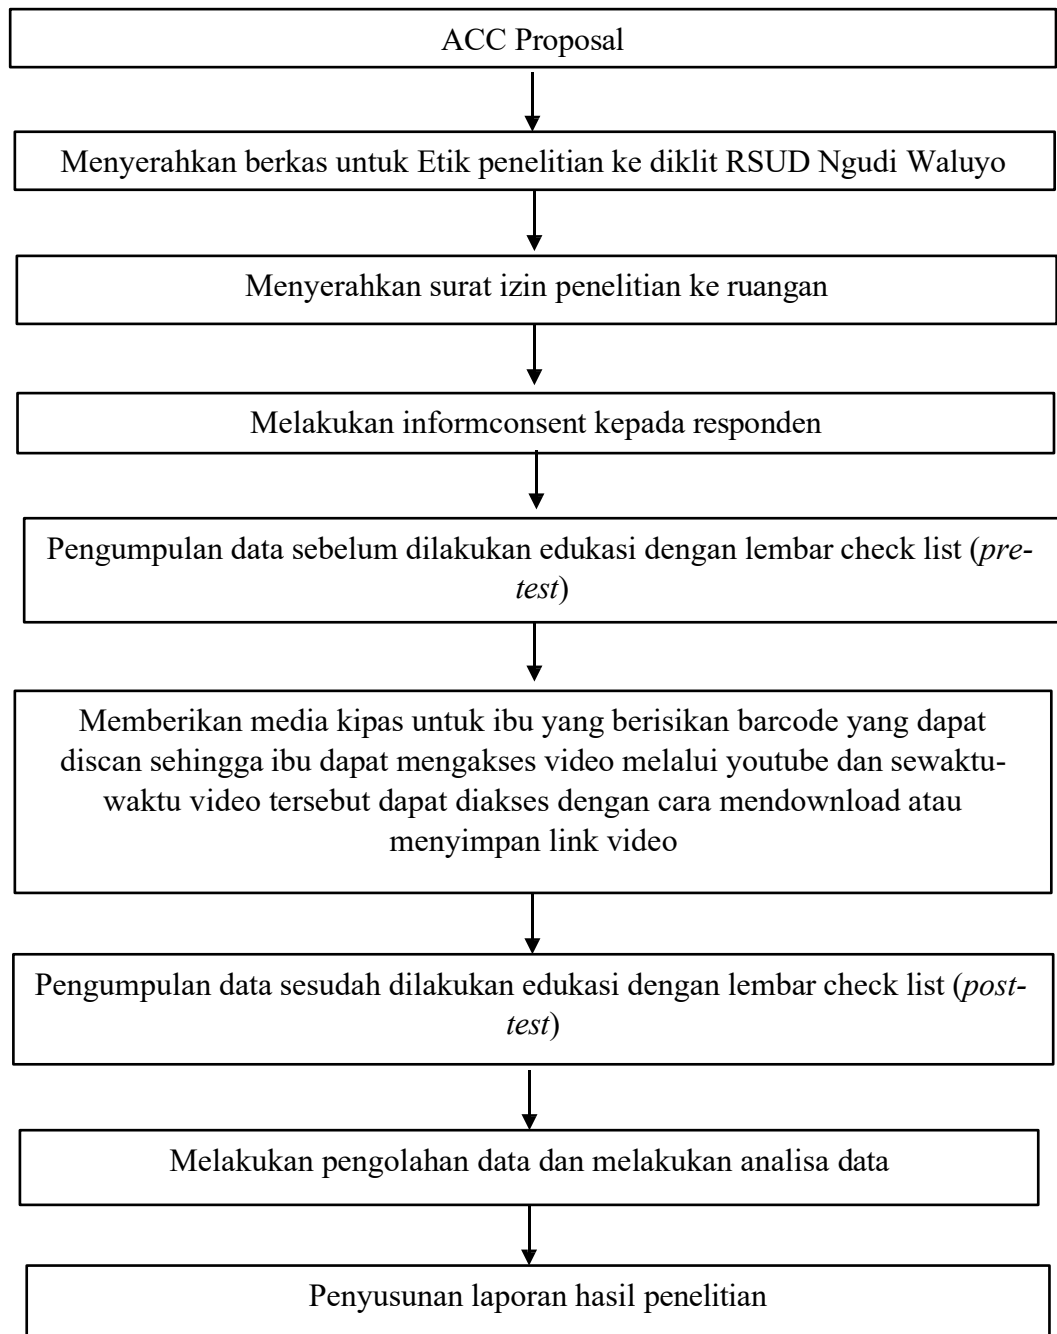 ACC Proposal
Menyerahkan berkas untuk Etik penelitian ke diklit RSUD Ngudi Waluyo
Menyerahkan surat izin penelitian ke ruangan
Melakukan informconsent kepada responden
Pengumpulan data sebelum dilakukan edukasi dengan lembar check list (pre-
test)
Memberikan media kipas untuk ibu yang berisikan barcode yang dapat
discan sehingga ibu dapat mengakses video melalui youtube dan sewaktu-
waktu video tersebut dapat diakses dengan cara mendownload atau
menyimpan link video
Pengumpulan data sesudah dilakukan edukasi dengan lembar check list (post-
test)
Melakukan pengolahan data dan melakukan analisa data
Penyusunan laporan hasil penelitian